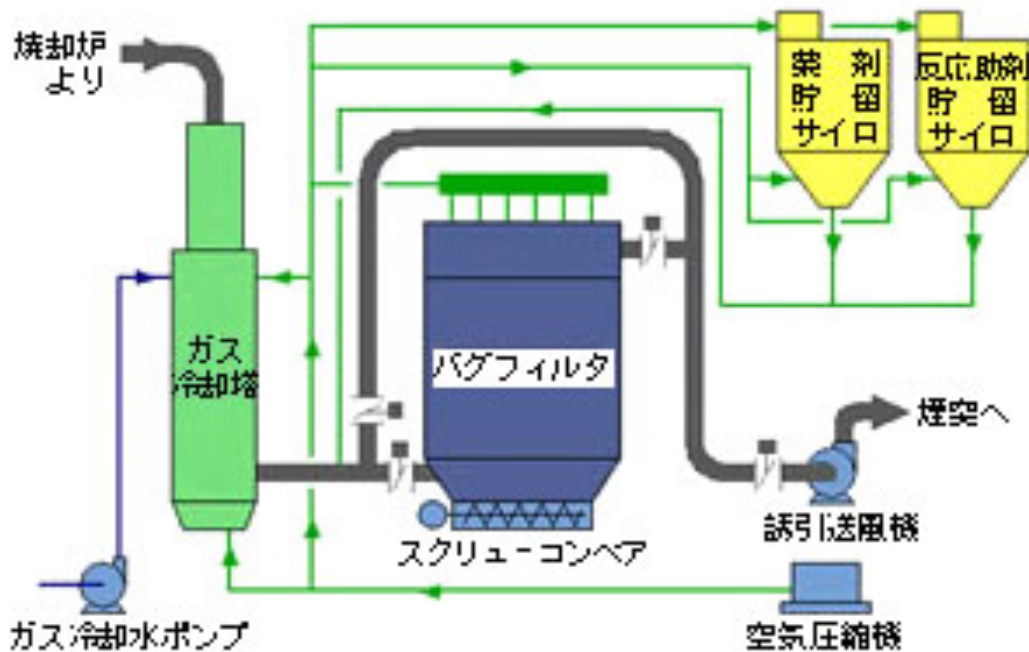 焼却炉
より
薬剤
貯留
サイロ
反応助剤
貯留
サイロ
ガス
冷却塔
バグフィルタ
煙突へ
スクリューコンベア
誘引送風機
ガス冷却水ポンプ
空気圧縮機